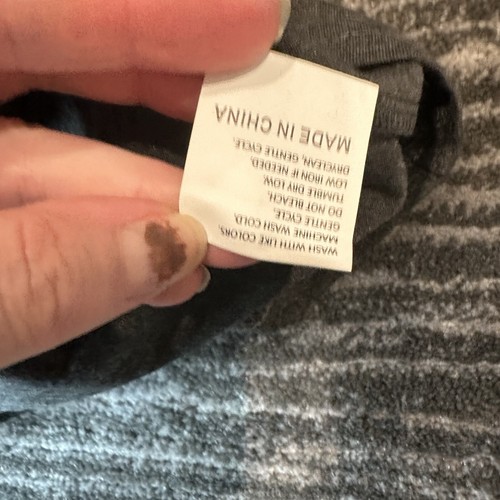 WASH WITH LIKE COLORS,
MACHINE WASH COLD,
GENTLE CYCLE,
DO NOT BLEACH,
TUMBLE DRY LOW,
LOW IRON IF NEEDED,
DRYCLEAN, GENTLE CYCLE.
MADE IN CHINA